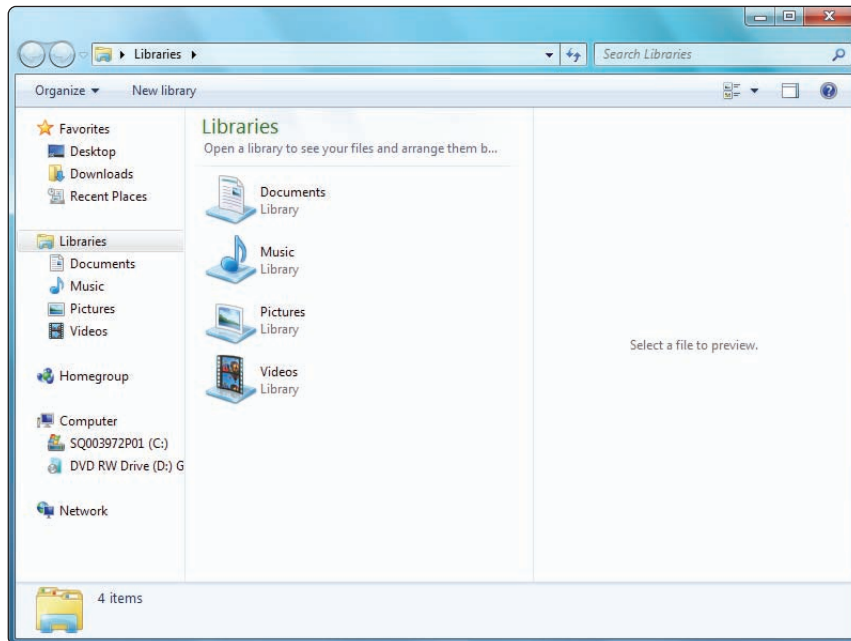 Libraries
Search Libraries
Organize
New library
Favorites
Desktop
Downloads
Recent Places
Libraries
Documents
Music
Pictures
Videos
Homegroup
Computer
SQ003972P01 (C:)
DVD RW Drive (D:) G
Network
Libraries
Open a library to see your files and arrange them b...
Documents
Library
Music
Library
Pictures
Library
Videos
Library
Select a file to preview.
4 items